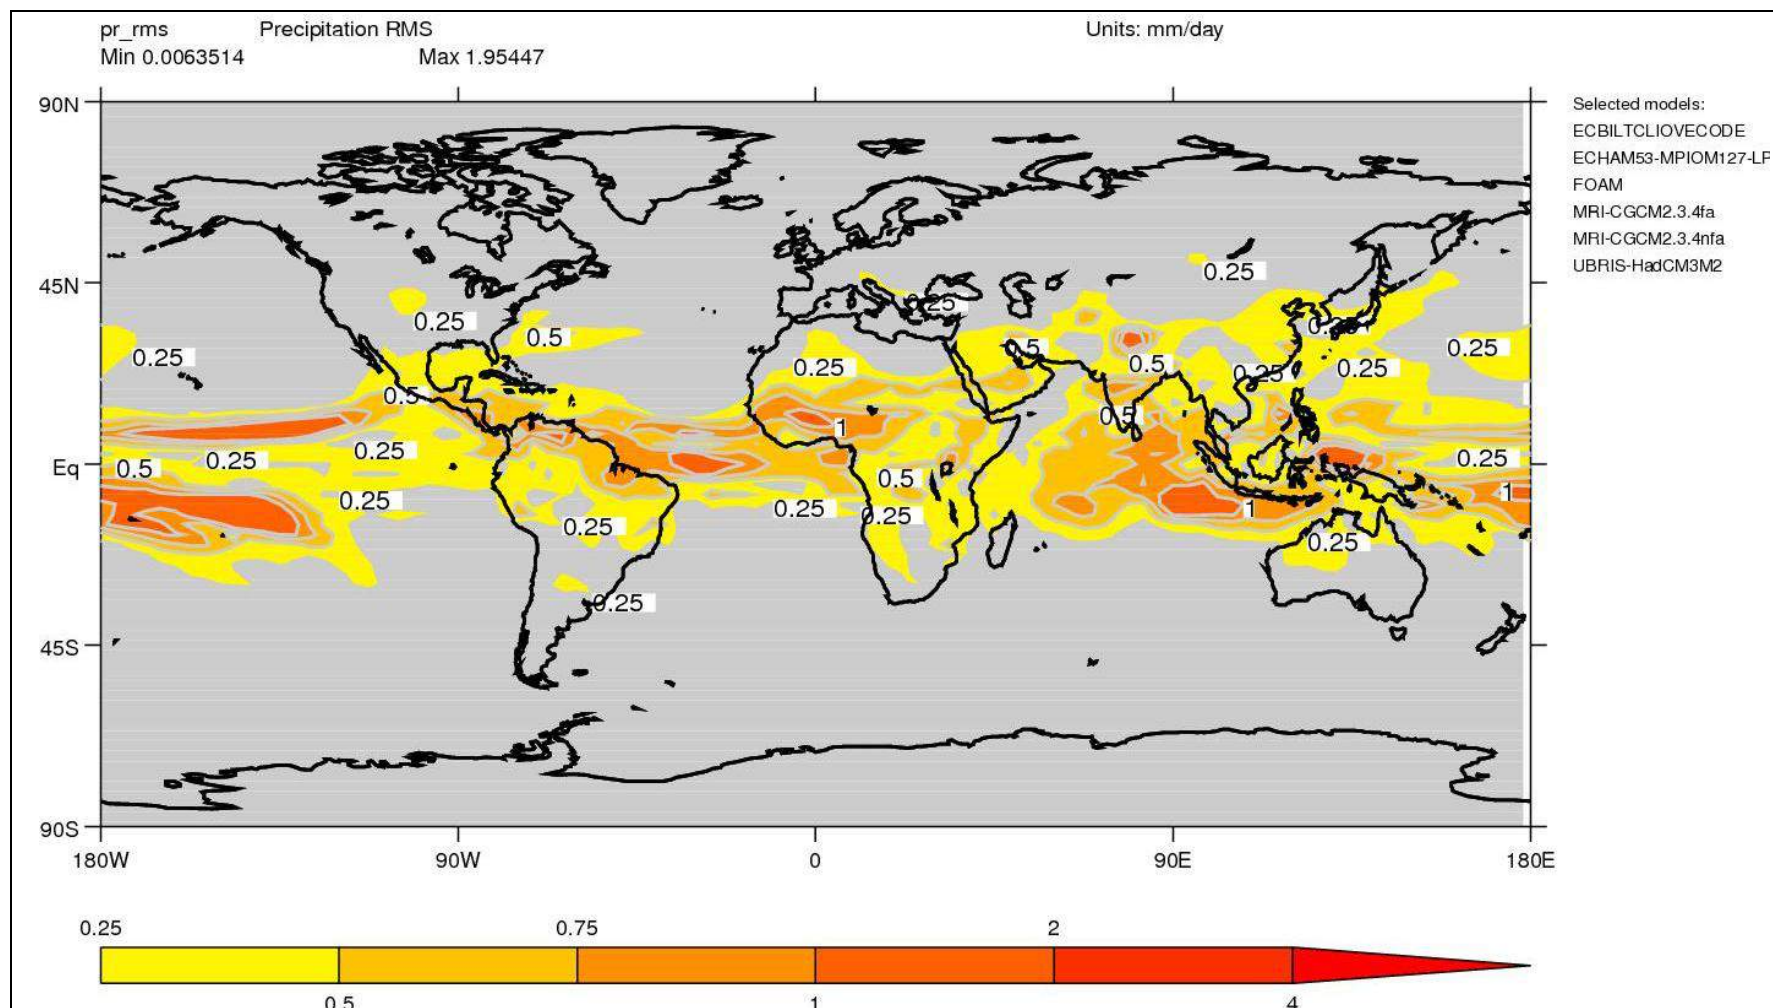 pr_rms Precipitation RMS Units: mm/day
Min 0.0063514 Max 1.95447
90N
45N
Eq
45S
90S
180W 90W 0 90E 180E
Selected models:
ECBILTCLIOVECODE
ECHAM53-MPIOM127-LP
FOAM
MRI-CGCM2.3.4fa
MRI-CGCM2.3.4nfa
UBRIS-HadCM3M2
0.25
0.25
0.25 0.5 0.25
0.25 0.25 0.5 0.5 0.25 0.25 0.25
0.5 0.5
1
0.5 0.25 0.25 0.5 0.25
0.25 0.25 0.25 1 1
0.25 0.25
0.25
0.25 0.75 2
0.5 1 4